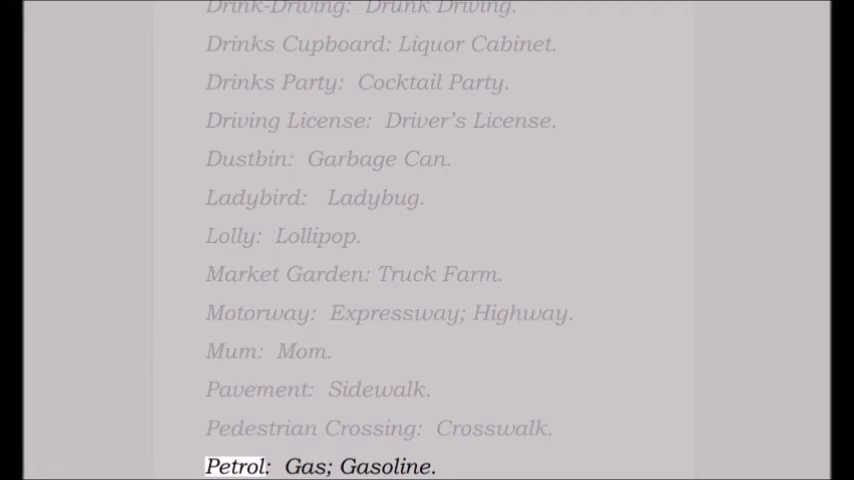 Drink-Driving: Drunk Driving.
Drinks Cupboard: Liquor Cabinet.
Drinks Party: Cocktail Party.
Driving License: Driver's License.
Dustbin: Garbage Can.
Ladybird: Ladybug.
Lolly: Lollipop.
Market Garden: Truck Farm.
Motorway: Expressway; Highway.
Mum: Mom.
Pavement: Sidewalk.
Pedestrian Crossing: Crosswalk.
Petrol: Gas; Gasoline.